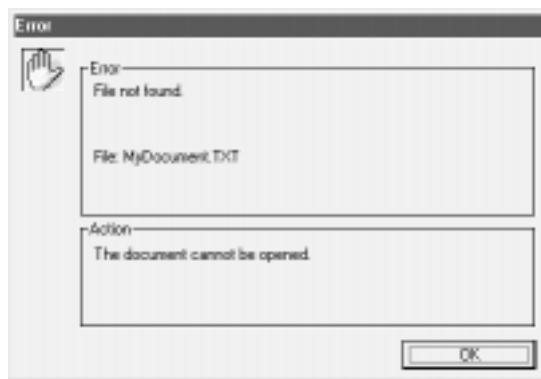 Error
Error
File not found.
File: MyDocument.TXT
Action
The document cannot be opened.
OK